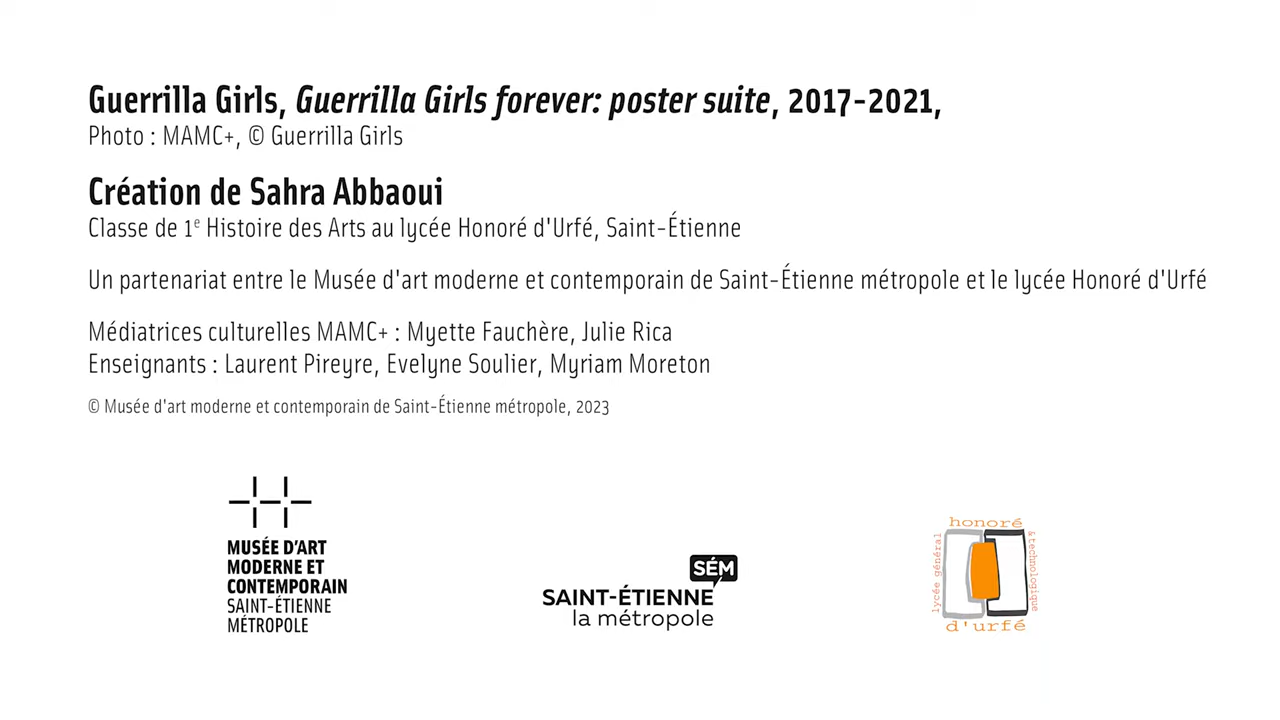 Guerrilla Girls, Guerrilla Girls forever: poster suite, 2017-2021,
Photo : MAMC+, © Guerrilla Girls
Création de Sahra Abbaoui
Classe de 1e Histoire des Arts au lycée Honoré d'Urfé, Saint-Étienne
Un partenariat entre le Musée d'art moderne et contemporain de Saint-Étienne métropole et le lycée Honoré d'Urfé
Médiatrices culturelles MAMC+ : Myette Fauchère, Julie Rica
Enseignants : Laurent Pireyre, Evelyne Soulier, Myriam Moreton
© Musée d'art moderne et contemporain de Saint-Étienne métropole, 2023
MUSÉE D'ART
MODERNE ET
CONTEMPORAIN
SAINT-ÉTIENNE
MÉTROPOLE
SÉM
SAINT-ÉTIENNE
la métropole
honoré
lycée général
&technologique
d'urfé